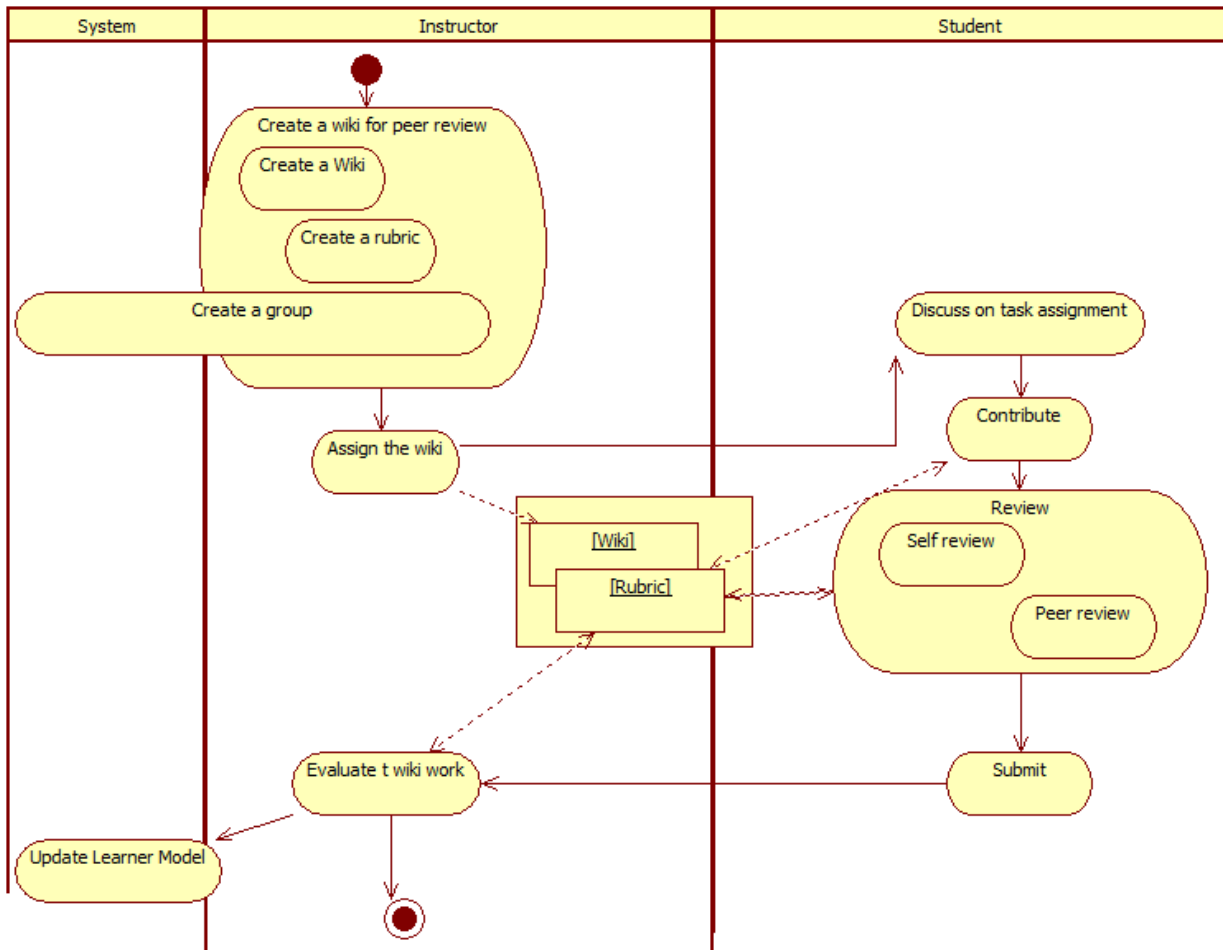 System
Instructor
Student
Create a wiki for peer review
Create a Wiki
Create a rubric
Create a group
Discuss on task assignment
Contribute
Assign the wiki
Review
[Wiki]
Self review
[Rubric]
Peer review
Evaluate t wiki work
Submit
Update Learner Model